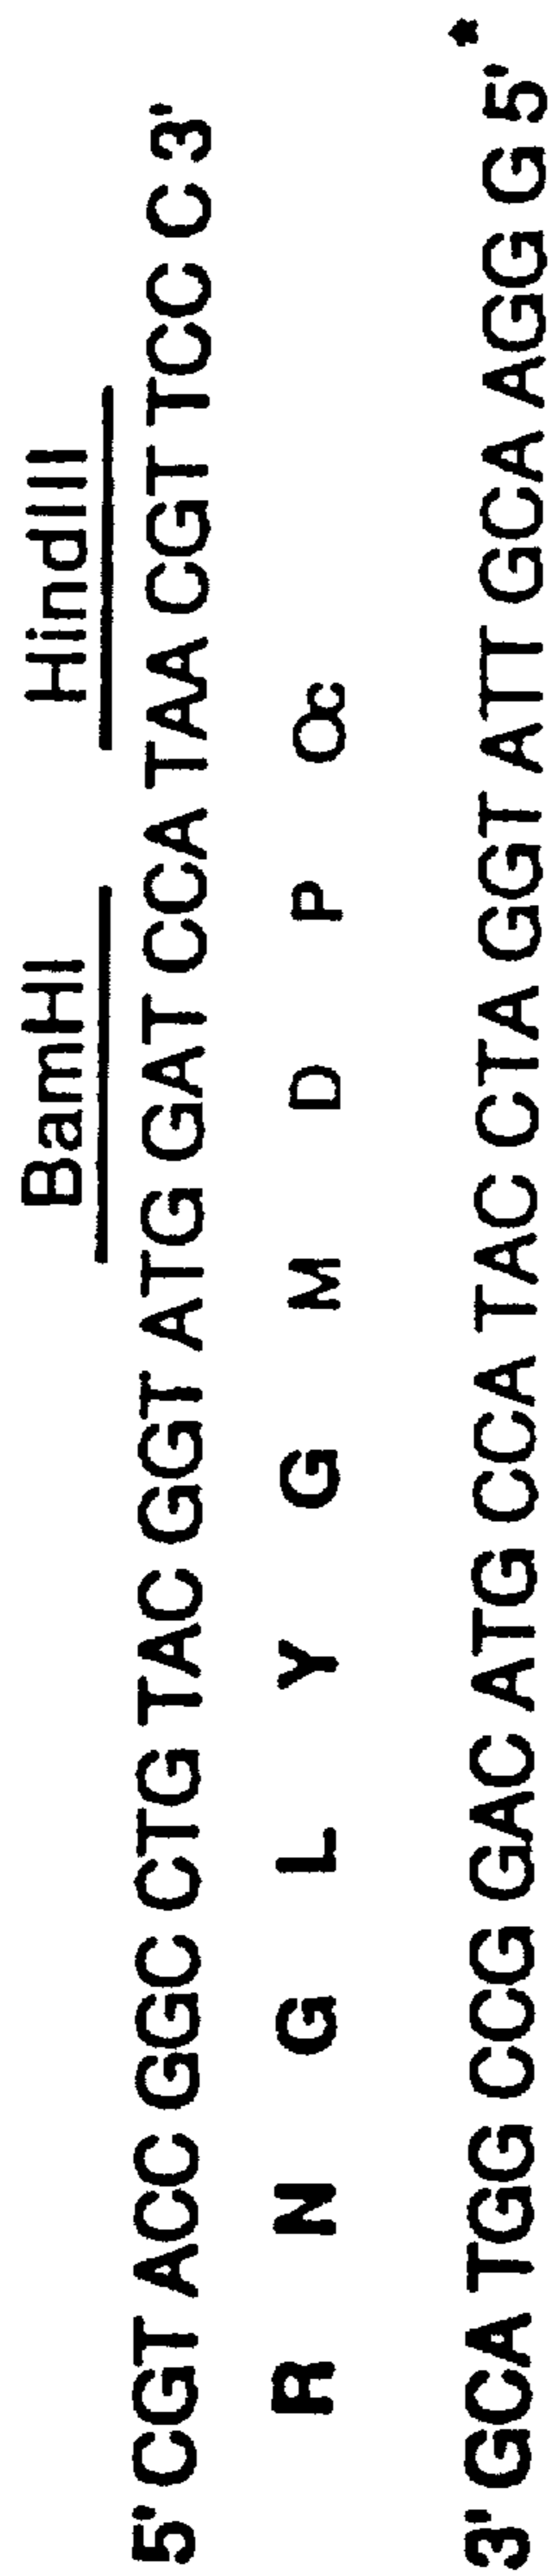 BamHI HindIII
5' CGT ACC GGC CTG TAC GGT ATG GAT CCA TAA CGT TCC C 3'
R N G L Y G M D P Oc
3' GCA TGG CCG GAC ATG CCA TAC CTA GGT ATT GCA AGG G 5' *